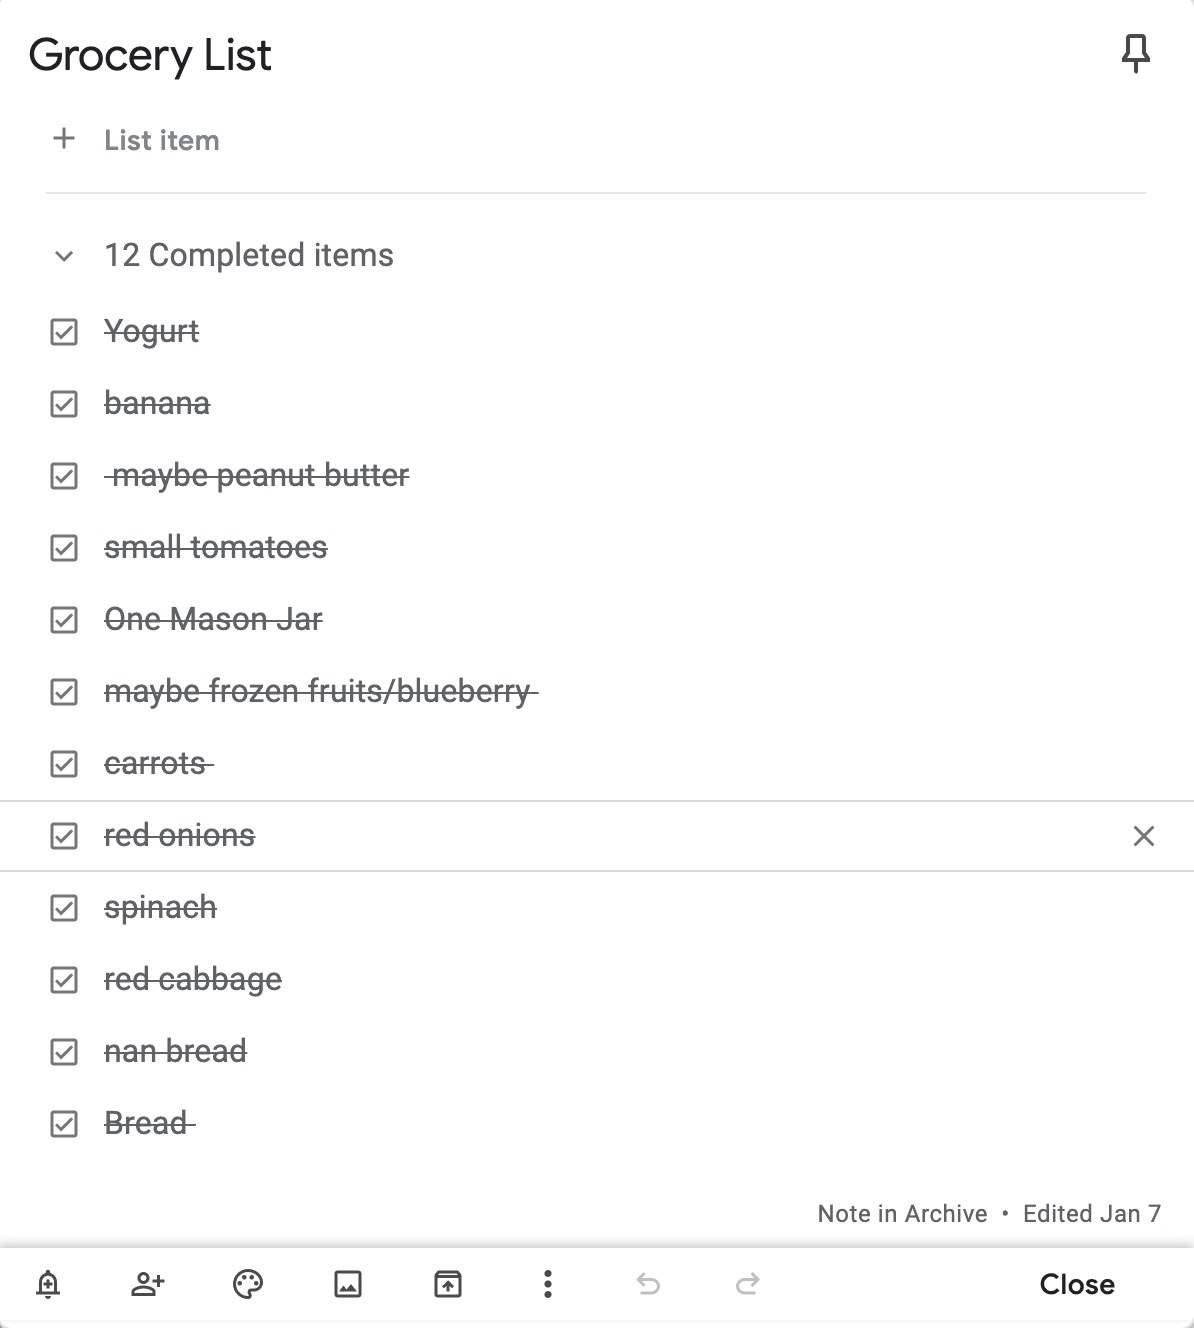 Grocery List
List item
12 Completed items
Yogurt
banana
maybe peanut butter
small tomatoes
One Mason Jar
maybe frozen fruits/blueberry
carrots
red onions
spinach
red cabbage
nan bread
Bread
Note in Archive • Edited Jan 7
Close